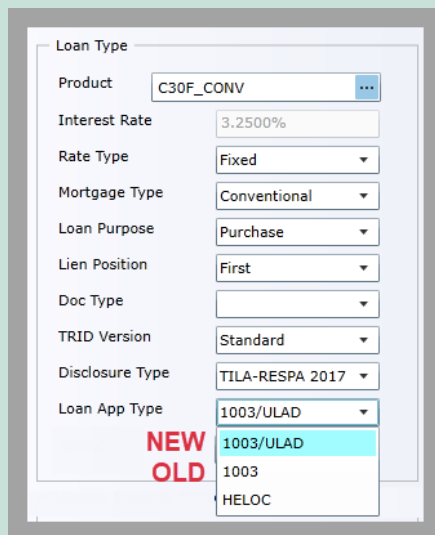 Loan Type
Product C30F_CONV ...
Interest Rate 3.2500%
Rate Type Fixed
Mortgage Type Conventional
Loan Purpose Purchase
Lien Position First
Doc Type
TRID Version Standard
Disclosure Type TILA-RESPA 2017
Loan App Type 1003/ULAD
NEW 1003/ULAD
OLD 1003
HELOC